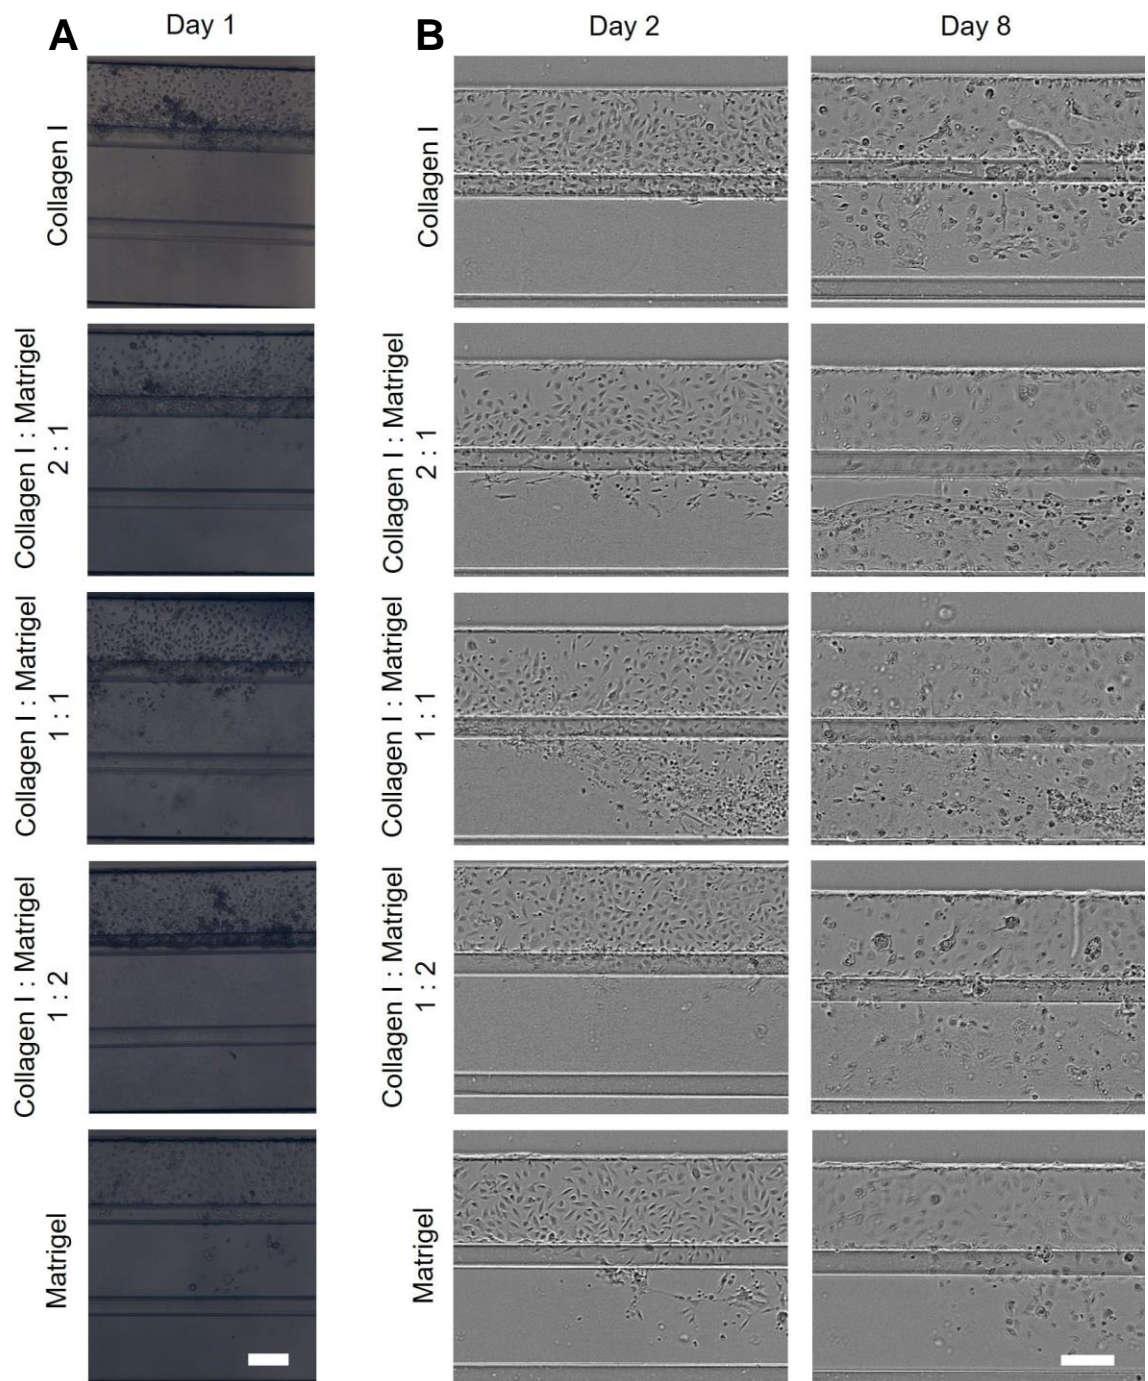 A
Day 1
B
Day 2
Day 8
Collagen I
Collagen I
Collagen I : Matrigel
2 : 1
Collagen I : Matrigel
2 : 1
Collagen I : Matrigel
1 : 1
Collagen I : Matrigel
1 : 1
Collagen I : Matrigel
1 : 2
Collagen I : Matrigel
1 : 2
Matrigel
Matrigel